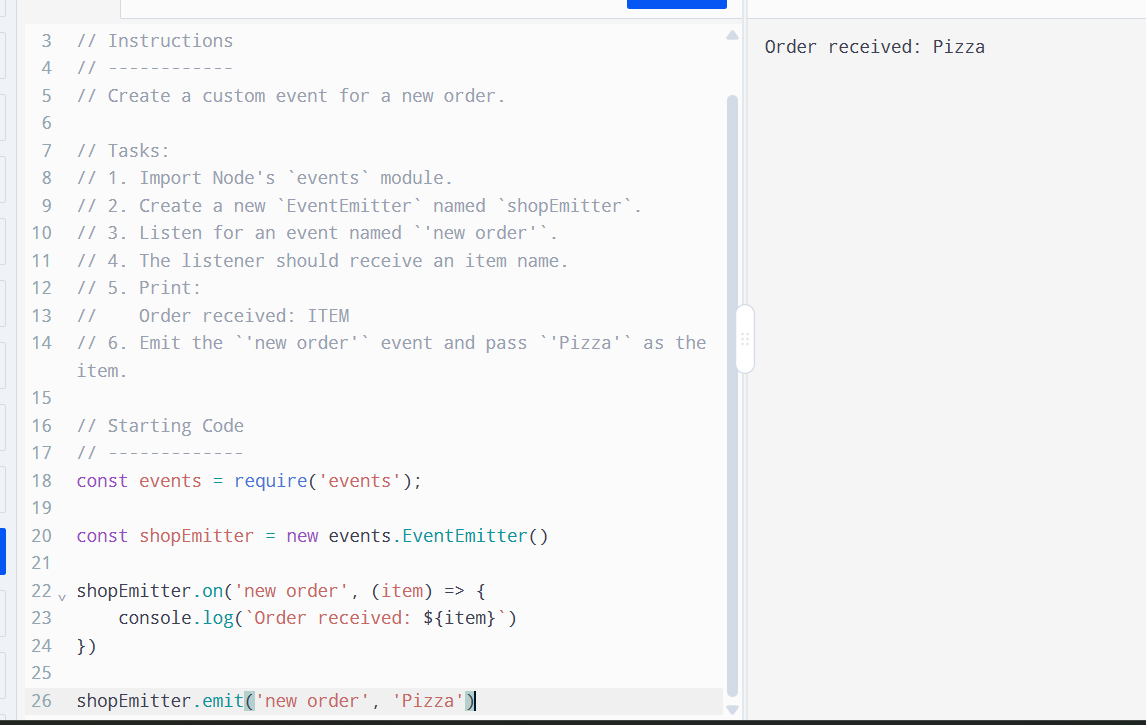 3 // Instructions
4 // ------------
5 // Create a custom event for a new order.
6
7 // Tasks:
8 // 1. Import Node's `events` module.
9 // 2. Create a new `EventEmitter` named `shopEmitter`.
10 // 3. Listen for an event named `'new order'`.
11 // 4. The listener should receive an item name.
12 // 5. Print:
13 //    Order received: ITEM
14 // 6. Emit the `'new order'` event and pass `'Pizza'` as the
item.
15
16 // Starting Code
17 // -------------
18 const events = require('events');
19
20 const shopEmitter = new events.EventEmitter()
21
22 shopEmitter.on('new order', (item) => {
23     console.log(`Order received: ${item}`)
24 })
25
26 shopEmitter.emit('new order', 'Pizza')
Order received: Pizza